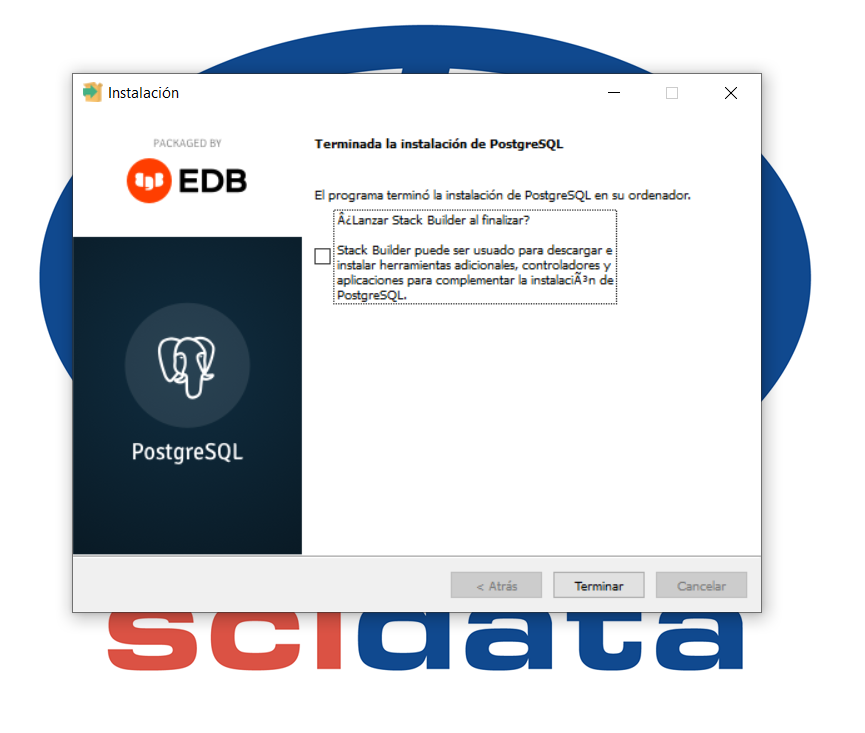 Instalación
PACKAGED BY
EDB
Terminada la instalación de PostgreSQL
El programa terminó la instalación de PostgreSQL en su ordenador.
Â¿Lanzar Stack Builder al finalizar?
Stack Builder puede ser usado para descargar e
instalar herramientas adicionales, controladores y
aplicaciones para complementar la instalaciÃ³n de
PostgreSQL.
PostgreSQL
< Atrás
Terminar
Cancelar
scidata